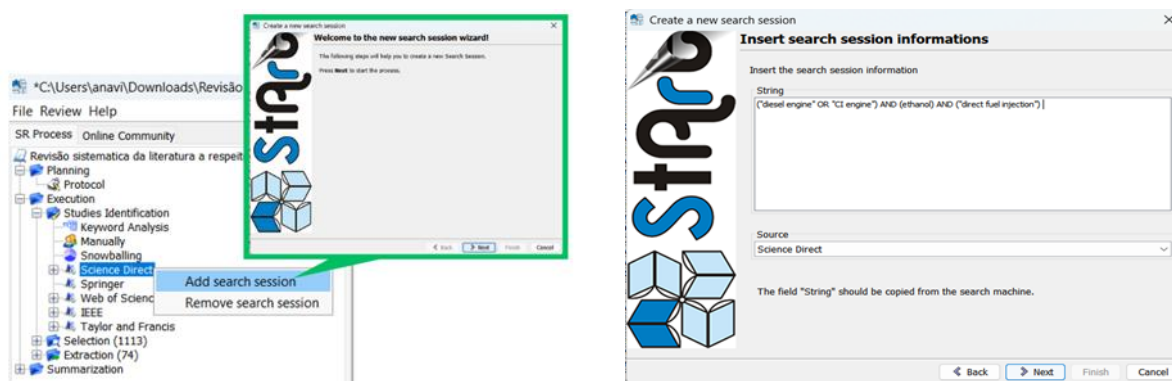 *C:\Users\anavi\Downloads\Revisão
File Review Help
SR Process Online Community
Revisão sistematica da literatura a respeit
Planning
Protocol
Execution
Studies Identification
Keyword Analysis
Manually
Snowballing
Science Direct
Springer
Web of Scienc
IEEE
Taylor and Francis
Selection (1113)
Extraction (74)
Summarization
Add search session
Remove search session
Create a new search session
StArt
Welcome to the new search session wizard!
The following steps will help you to create a new Search Session.
Press Next to start the process.
Back Next Finish Cancel
Create a new search session
StArt
Insert search session informations
Insert the search session information
String
("diesel engine" OR "CI engine") AND (ethanol) AND ("direct fuel injection")
Source
Science Direct
The field "String" should be copied from the search machine.
Back Next Finish Cancel